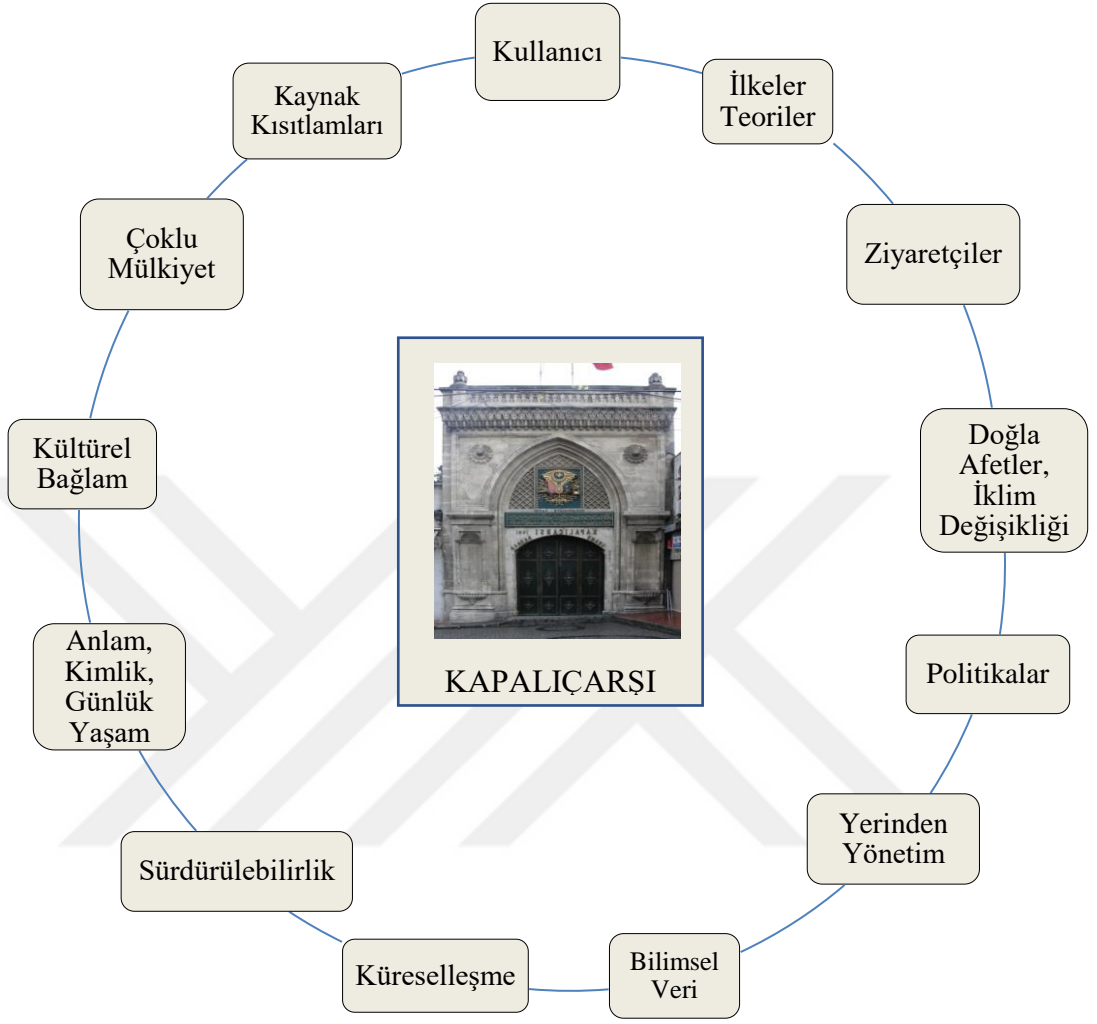 Kullanıcı
İlkeler
Teoriler
Ziyaretçiler
Doğla
Afetler,
İklim
Değişikliği
Politikalar
Yerinden
Yönetim
Bilimsel
Veri
Küreselleşme
Sürdürülebilirlik
Anlam,
Kimlik,
Günlük
Yaşam
Kültürel
Bağlam
Çoklu
Mülkiyet
Kaynak
Kısıtlamları
KAPALIÇARŞI